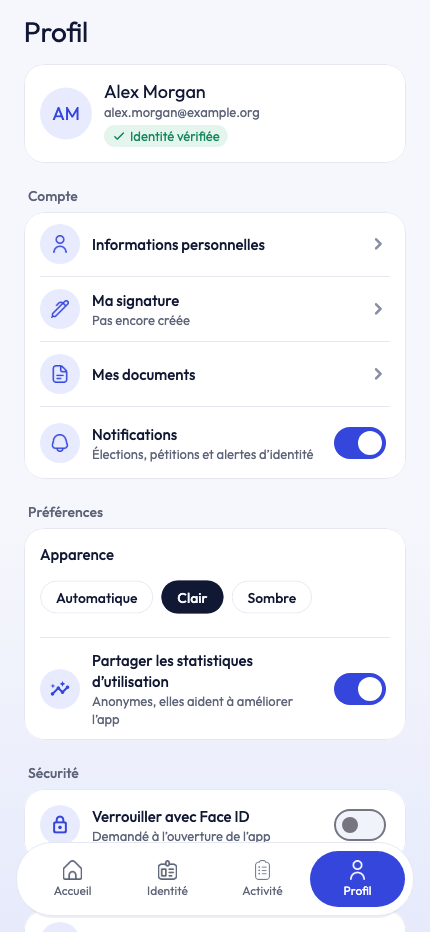 Profil
AM
Alex Morgan
alex.morgan@example.org
Identité vérifiée
Compte
Informations personnelles
Ma signature
Pas encore créée
Mes documents
Notifications
Élections, pétitions et alertes d'identité
Préférences
Apparence
Automatique
Clair
Sombre
Partager les statistiques
d'utilisation
Anonymes, elles aident à améliorer
l'app
Sécurité
Verrouiller avec Face ID
Demandé à l'ouverture de l'app
Accueil
Identité
Activité
Profil